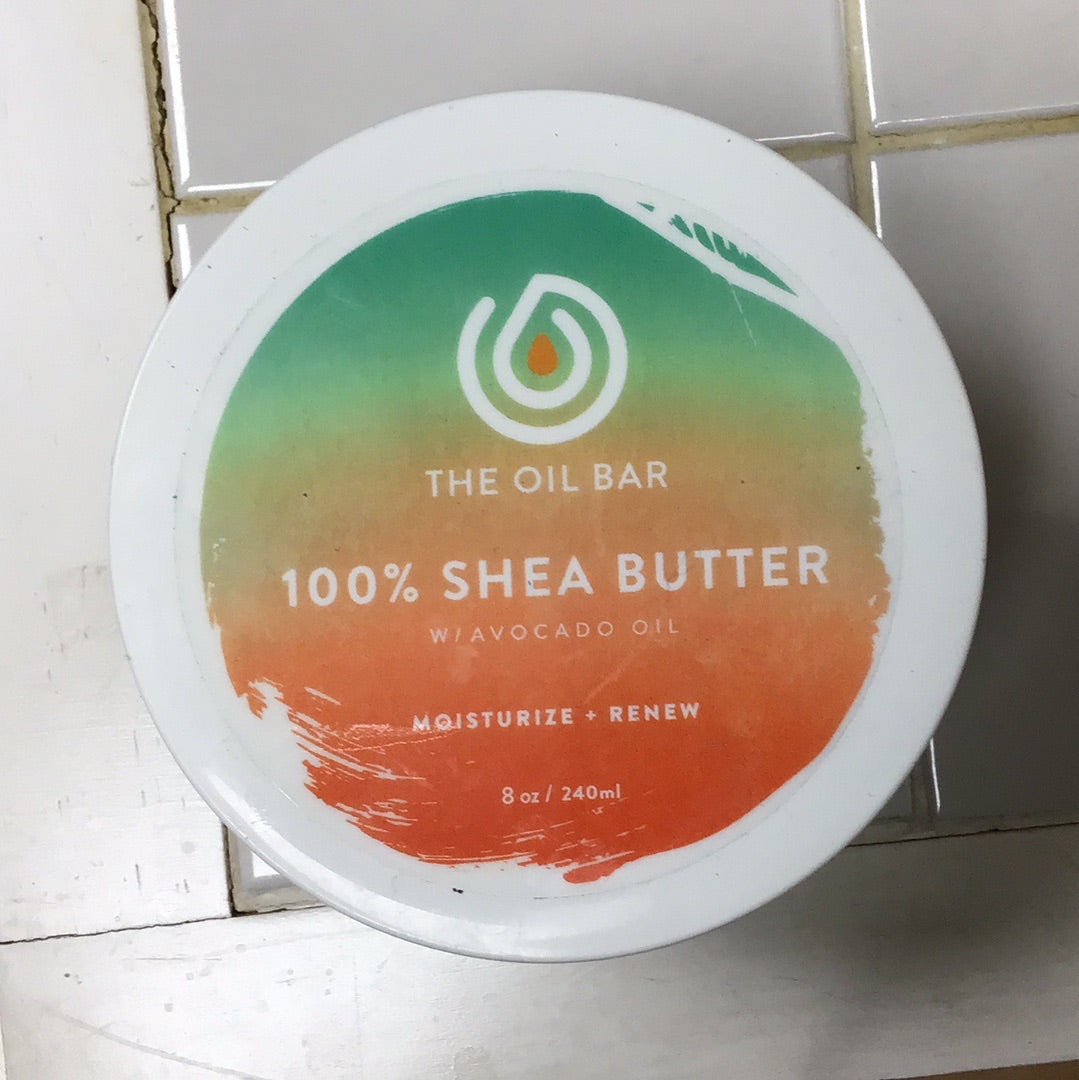 THE OIL BAR
100% SHEA BUTTER
W/AVOCADO OIL
MOISTURIZE + RENEW
8 oz / 240ml